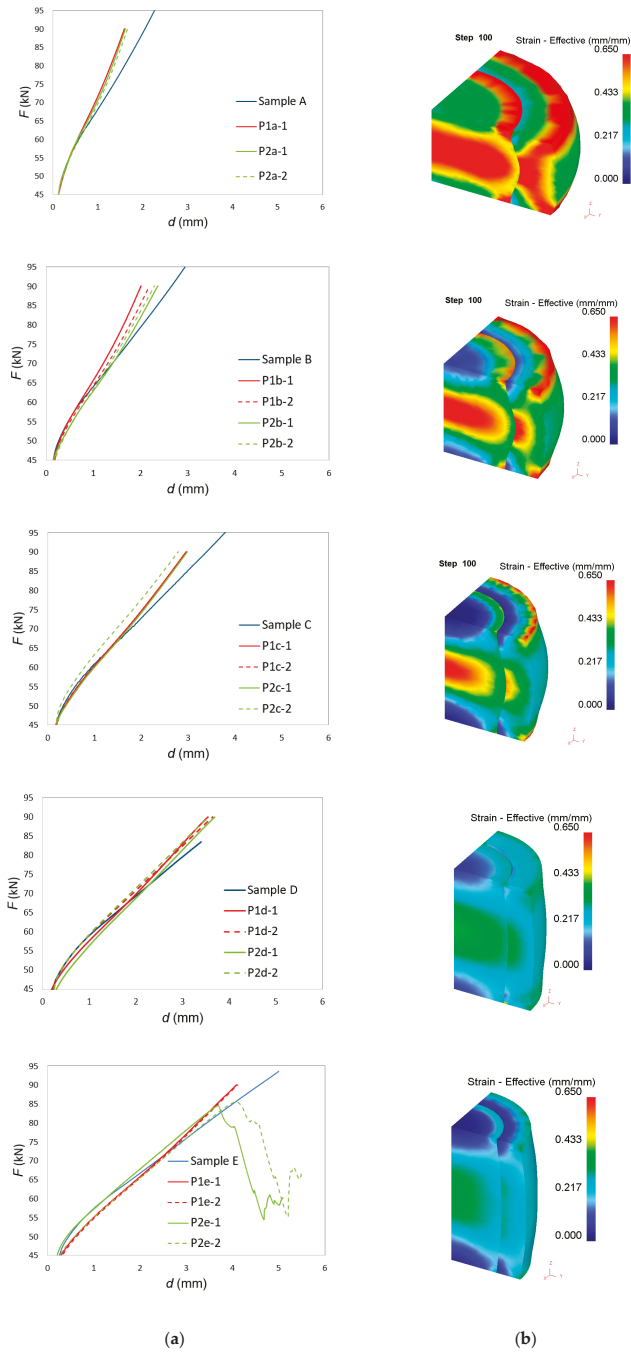 95
90
85
80
75
70
65
60
55
50
45
F (kN)
0 1 2 3 4 5 6
d (mm)
Sample A
P1a-1
P2a-1
P2a-2
Step 100
Strain - Effective (mm/mm)
0.650
0.433
0.217
0.000
Z
X Y
95
90
85
80
75
70
65
60
55
50
45
F (kN)
0 1 2 3 4 5 6
d (mm)
Sample B
P1b-1
P1b-2
P2b-1
P2b-2
Step 100
Strain - Effective (mm/mm)
0.650
0.433
0.217
0.000
Z
X Y
95
90
85
80
75
70
65
60
55
50
45
F (kN)
0 1 2 3 4 5 6
d (mm)
Sample C
P1c-1
P1c-2
P2c-1
P2c-2
Step 100
Strain - Effective (mm/mm)
0.650
0.433
0.217
0.000
Z
X Y
95
90
85
80
75
70
65
60
55
50
45
F (kN)
0 1 2 3 4 5 6
d (mm)
Sample D
P1d-1
P1d-2
P2d-1
P2d-2
Strain - Effective (mm/mm)
0.650
0.433
0.217
0.000
Z
X Y
95
90
85
80
75
70
65
60
55
50
45
F (kN)
0 1 2 3 4 5 6
d (mm)
Sample E
P1e-1
P1e-2
P2e-1
P2e-2
Strain - Effective (mm/mm)
0.650
0.433
0.217
0.000
Z
X Y
(a)
(b)